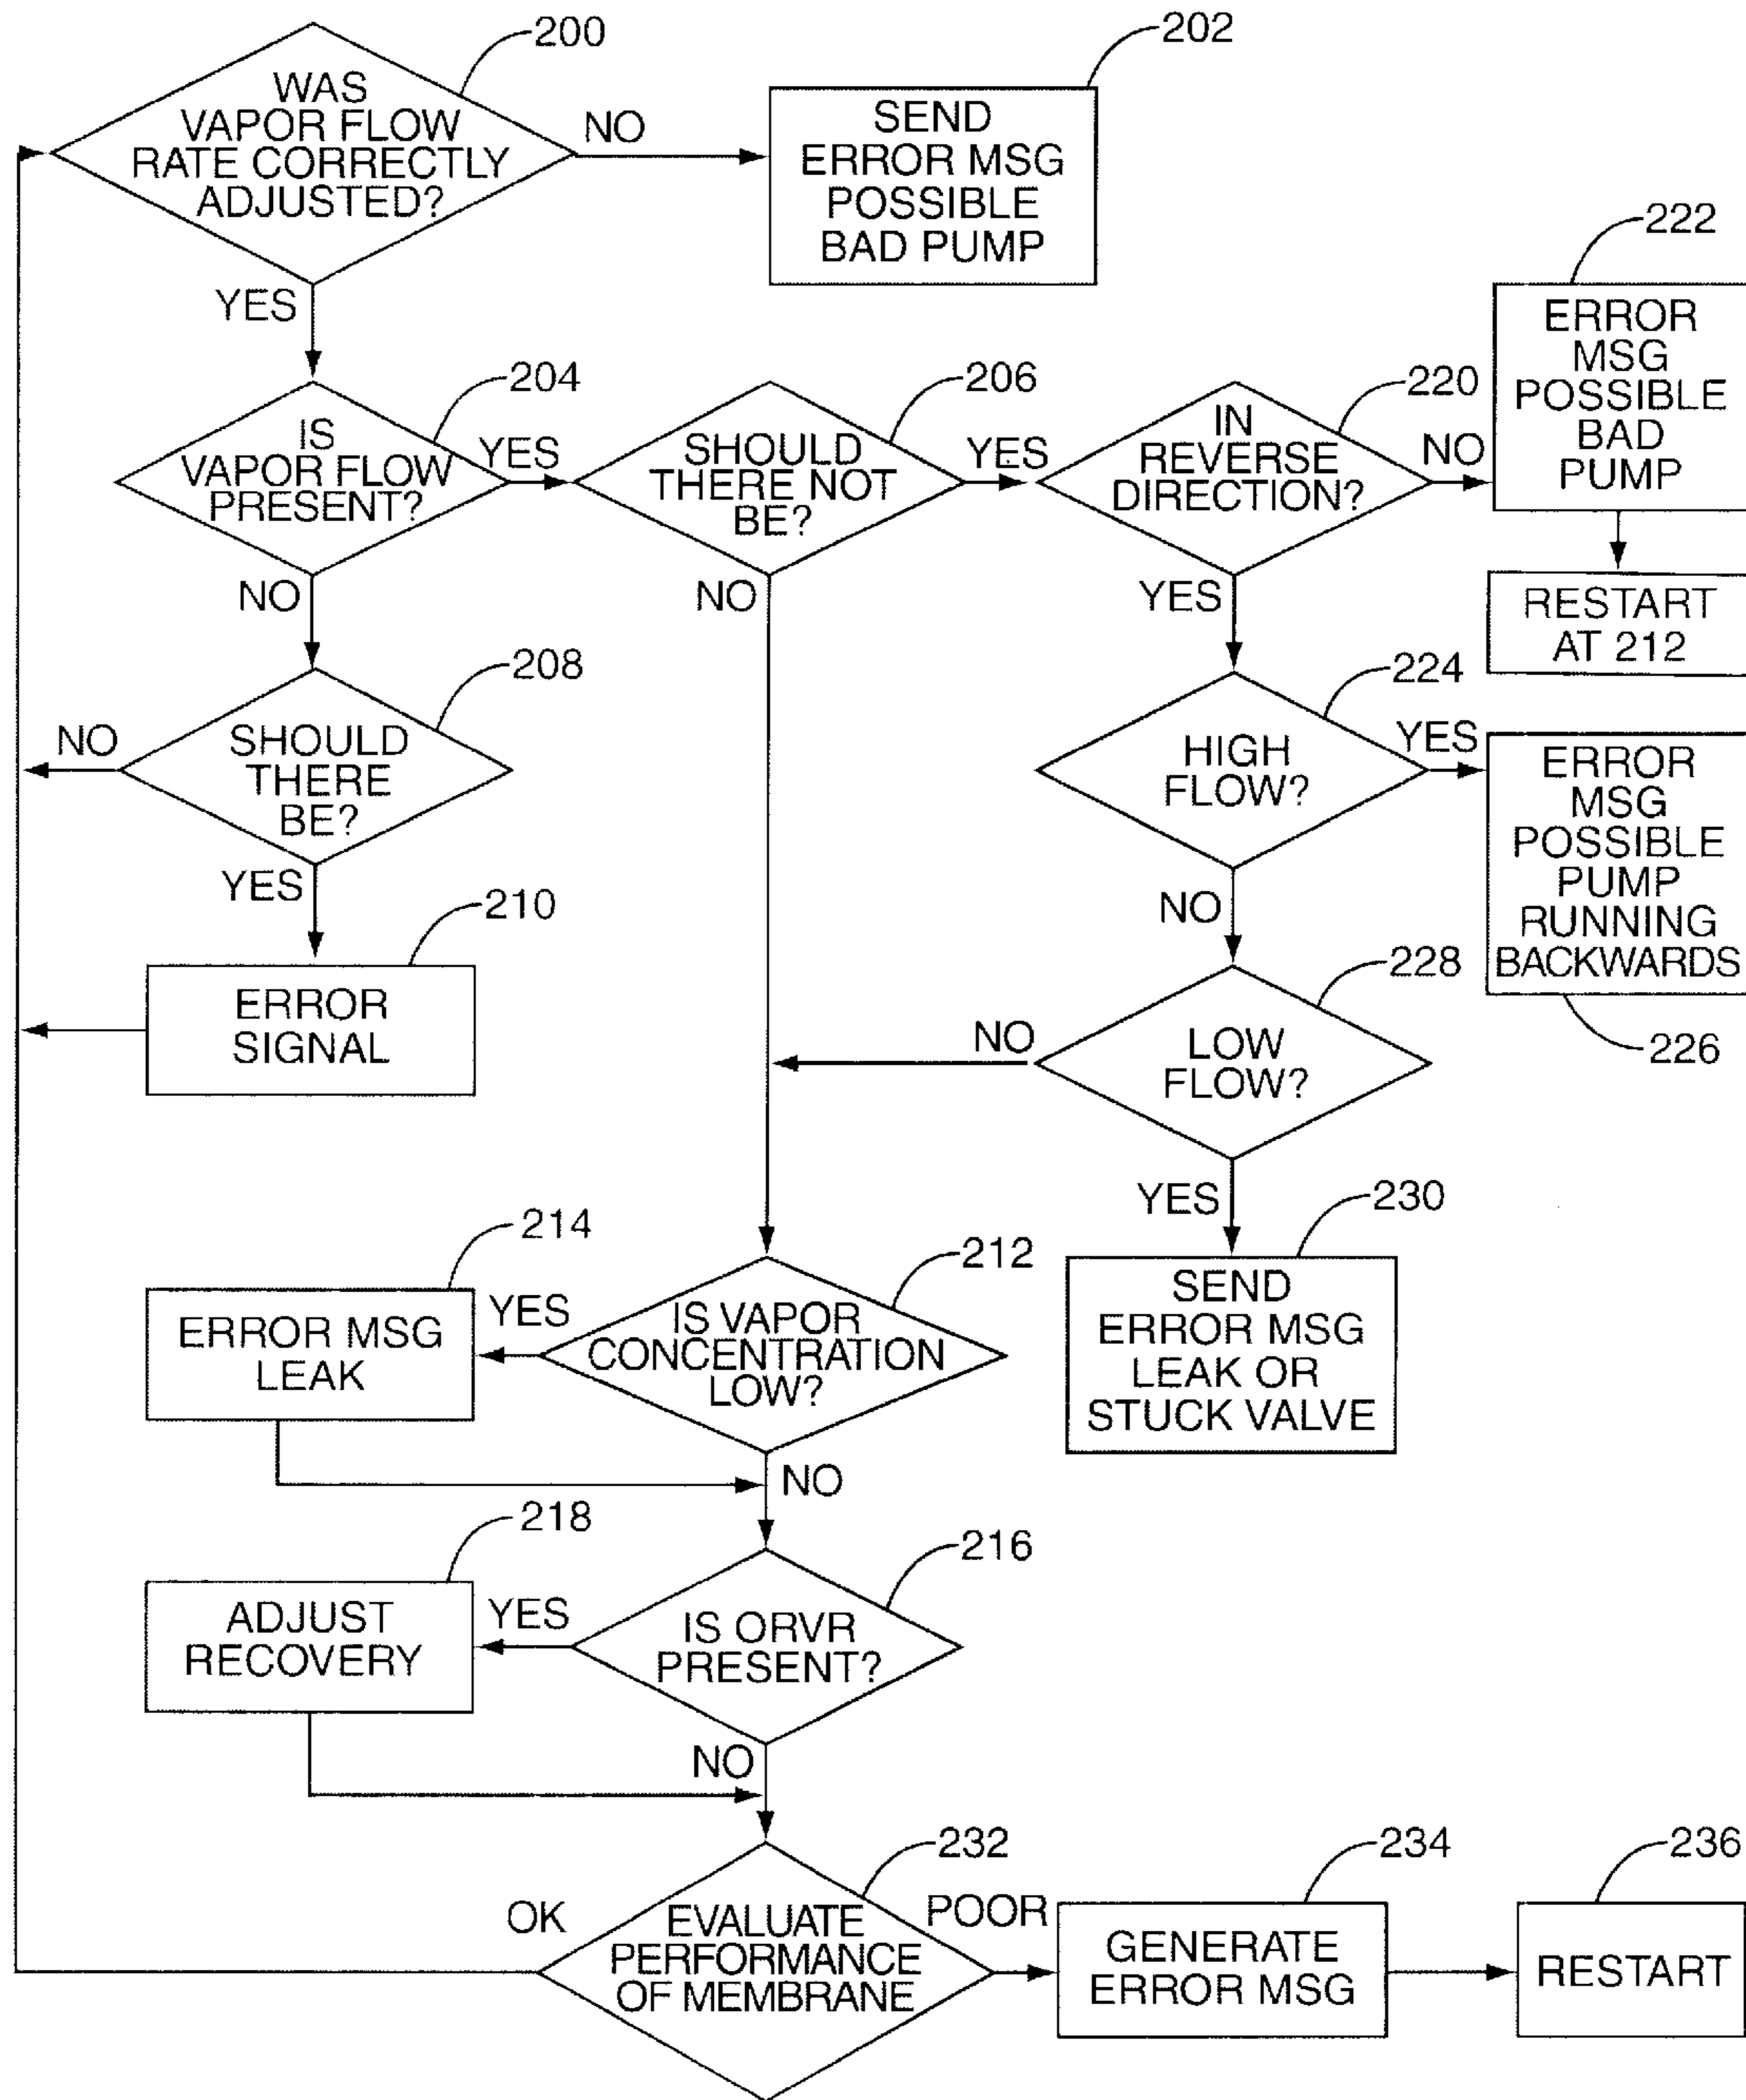 200
WAS
VAPOR FLOW
RATE CORRECTLY
ADJUSTED?
NO
202
SEND
ERROR MSG
POSSIBLE
BAD PUMP
YES
204
IS
VAPOR FLOW
PRESENT?
YES
206
SHOULD
THERE NOT
BE?
YES
220
IN
REVERSE
DIRECTION?
NO
222
ERROR
MSG
POSSIBLE
BAD
PUMP
RESTART
AT 212
NO
NO
YES
208
SHOULD
THERE
BE?
NO
YES
210
ERROR
SIGNAL
224
HIGH
FLOW?
YES
ERROR
MSG
POSSIBLE
PUMP
RUNNING
BACKWARDS
226
NO
228
LOW
FLOW?
NO
YES
230
SEND
ERROR MSG
LEAK OR
STUCK VALVE
212
IS VAPOR
CONCENTRATION
LOW?
YES
214
ERROR MSG
LEAK
NO
216
IS ORVR
PRESENT?
YES
218
ADJUST
RECOVERY
NO
232
EVALUATE
PERFORMANCE
OF MEMBRANE
OK
POOR
234
GENERATE
ERROR MSG
236
RESTART